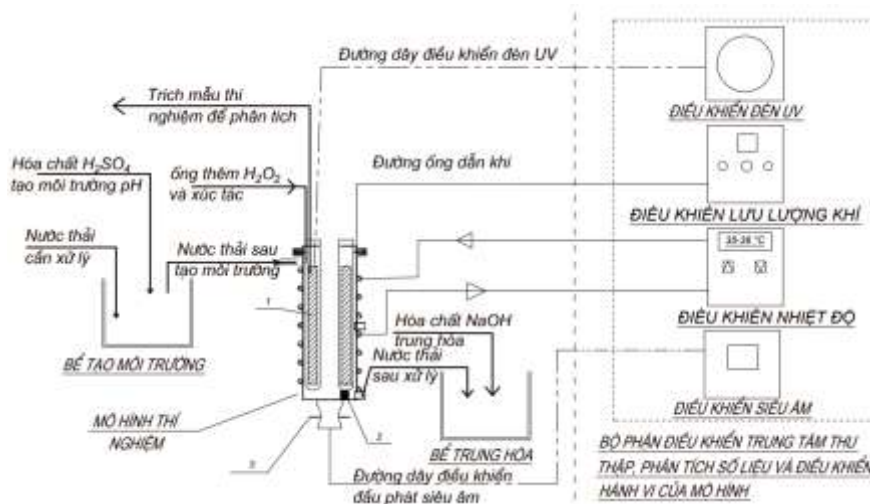 Đường dây điều khiển đèn UV
Trích mẫu thí
nghiệm để phân tích
ĐIỀU KHIỂN ĐÈN UV
Hóa chất H₂SO₄
tạo môi trường pH
ống thêm H₂O₂
và xúc tác
Đường ống dẫn khí
ĐIỀU KHIỂN LƯU LƯỢNG KHÍ
Nước thải
cần xử lý
Nước thải sau
tạo môi trường
35-36 °C
1
ĐIỀU KHIỂN NHIỆT ĐỘ
Hóa chất NaOH
trung hòa
BỂ TẠO MÔI TRƯỜNG
Nước thải
sau xử lý
ĐIỀU KHIỂN SIÊU ÂM
MÔ HÌNH THÍ
NGHIỆM
2
3
BỂ TRUNG HÒA
BỘ PHẬN ĐIỀU KHIỂN TRUNG TÂM THU
THẬP, PHÂN TÍCH SỐ LIỆU VÀ ĐIỀU KHIỂN
HÀNH VI CỦA MÔ HÌNH
Đường dây điều khiển
đầu phát siêu âm